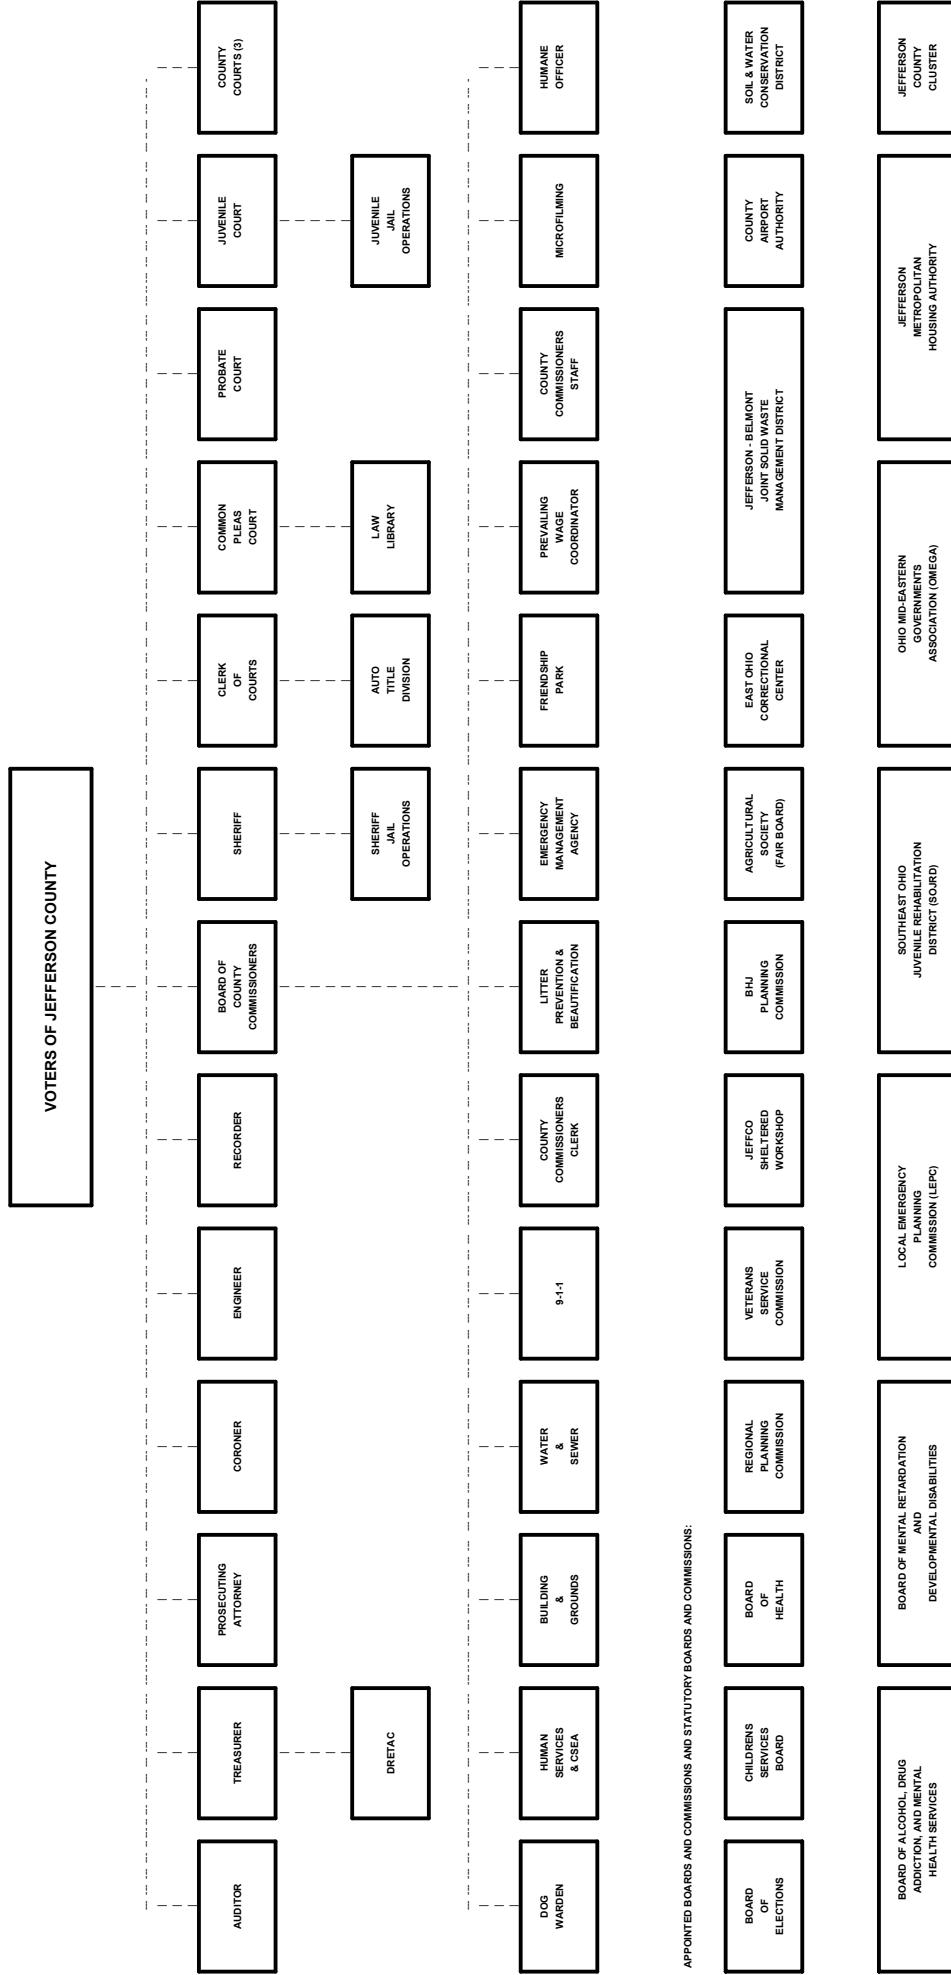 VOTERS OF JEFFERSON COUNTY
AUDITOR
TREASURER
PROSECUTING
ATTORNEY
CORONER
ENGINEER
RECORDER
BOARD OF
COUNTY
COMMISSIONERS
SHERIFF
CLERK
OF
COURTS
COMMON
PLEAS
COURT
PROBATE
COURT
JUVENILE
COURT
COUNTY
COURTS (3)
DRETAC
SHERIFF
JAIL
OPERATIONS
AUTO
TITLE
DIVISION
LAW
LIBRARY
JUVENILE
JAIL
OPERATIONS
DOG
WARDEN
HUMAN
SERVICES
& CSEA
BUILDING
&
GROUNDS
WATER
&
SEWER
9-1-1
COUNTY
COMMISSIONERS
CLERK
LITTER
PREVENTION &
BEAUTIFICATION
EMERGENCY
MANAGEMENT
AGENCY
FRIENDSHIP
PARK
PREVAILING
WAGE
COORDINATOR
COUNTY
COMMISSIONERS
STAFF
MICROFILMING
HUMANE
OFFICER
APPOINTED BOARDS AND COMMISSIONS AND STATUTORY BOARDS AND COMMISSIONS:
BOARD
OF
ELECTIONS
CHILDRENS
SERVICES
BOARD
BOARD
OF
HEALTH
REGIONAL
PLANNING
COMMISSION
VETERANS
SERVICE
COMMISSION
JEFFCO
SHELTERED
WORKSHOP
BHJ
PLANNING
COMMISSION
AGRICULTURAL
SOCIETY
(FAIR BOARD)
EAST OHIO
CORRECTIONAL
CENTER
JEFFERSON - BELMONT
JOINT SOLID WASTE
MANAGEMENT DISTRICT
COUNTY
AIRPORT
AUTHORITY
SOIL & WATER
CONSERVATION
DISTRICT
BOARD OF ALCOHOL, DRUG
ADDICTION, AND MENTAL
HEALTH SERVICES
BOARD OF MENTAL RETARDATION
AND
DEVELOPMENTAL DISABILITIES
LOCAL EMERGENCY
PLANNING
COMMISSION (LEPC)
SOUTHEAST OHIO
JUVENILE REHABILITATION
DISTRICT (SOJRD)
OHIO MID-EASTERN
GOVERNMENTS
ASSOCIATION (OMEGA)
JEFFERSON
METROPOLITAN
HOUSING AUTHORITY
JEFFERSON
COUNTY
CLUSTER